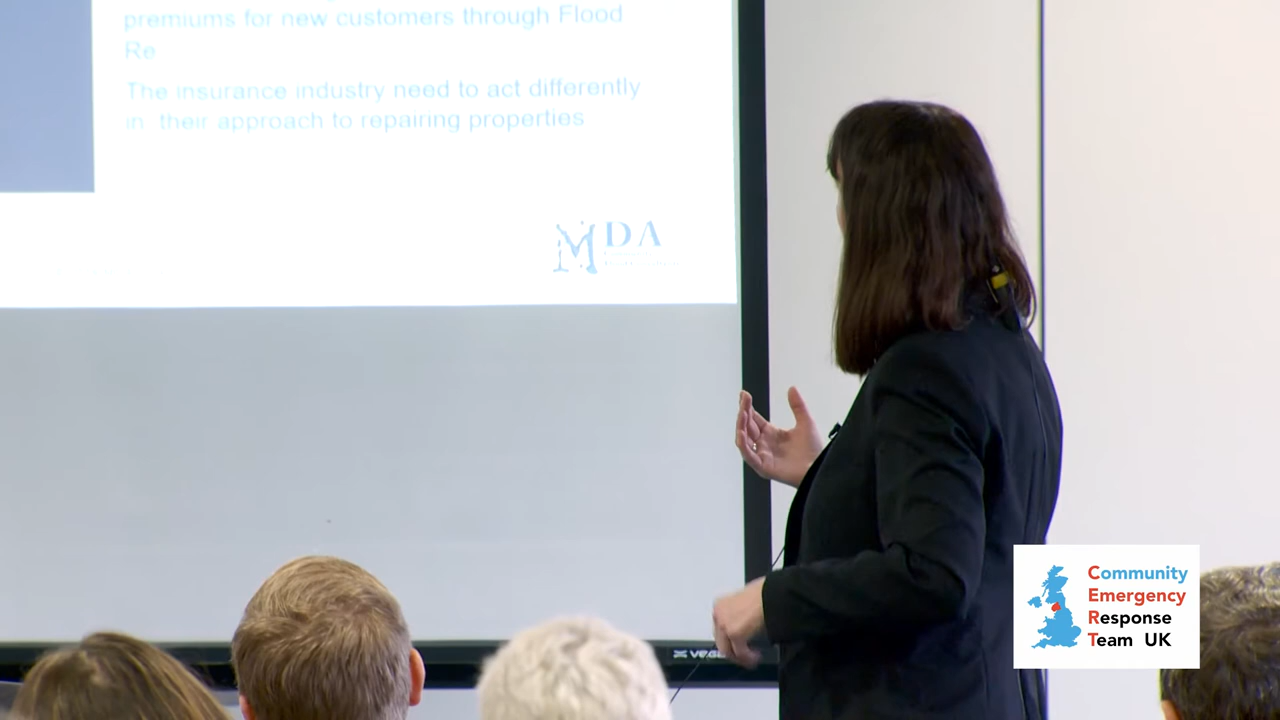 premiums for new customers through Flood
Re
The insurance industry need to act differently
in their approach to repairing properties
MDA
Community
Emergency
Response
Team UK